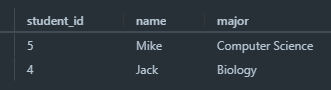 student_id name major
5 Mike Computer Science
4 Jack Biology